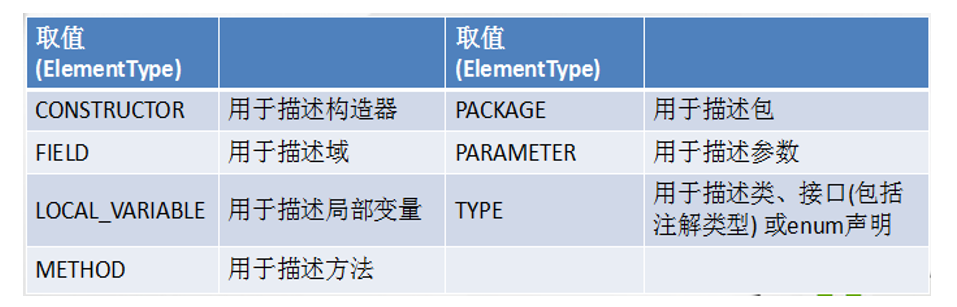 取值
(ElementType)
取值
(ElementType)
CONSTRUCTOR 用于描述构造器 PACKAGE 用于描述包
FIELD 用于描述域 PARAMETER 用于描述参数
LOCAL_VARIABLE 用于描述局部变量 TYPE 用于描述类、接口(包括
注解类型) 或enum声明
METHOD 用于描述方法